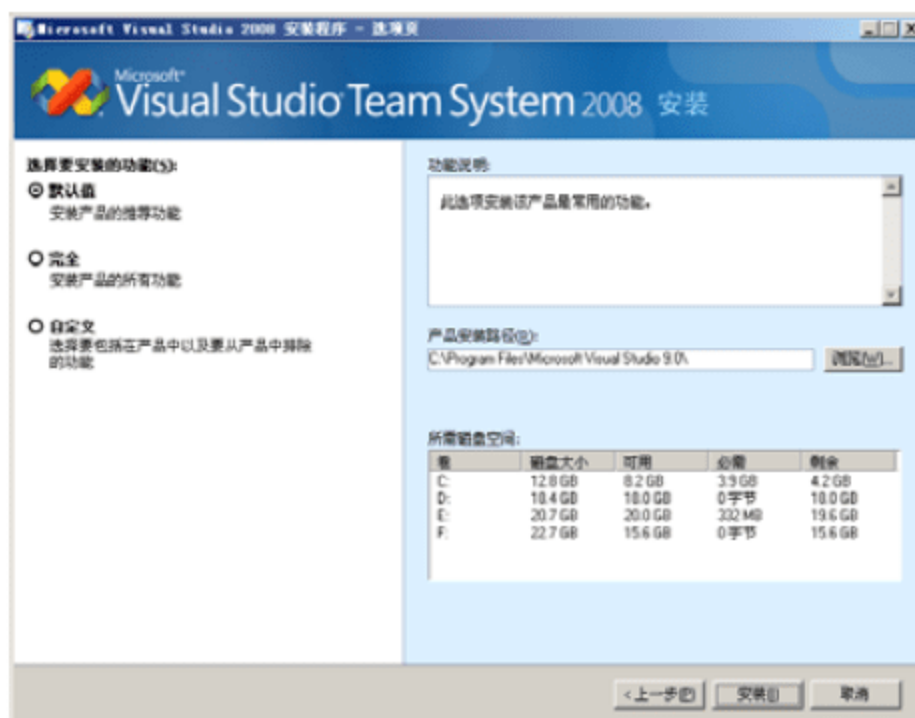 Microsoft Visual Studio 2008 安装程序 - 选项页
Microsoft®
Visual Studio Team System 2008 安装
选择要安装的功能(S):
默认值
安装产品的推荐功能
完全
安装产品的所有功能
自定义
选择要包括在产品中以及要从产品中排除
的功能
功能说明:
此选项安装该产品最常用的功能。
产品安装路径(R):
C:\Program Files\Microsoft Visual Studio 9.0\
浏览(W)...
所需磁盘空间:
卷 磁盘大小 可用 必需 剩余
C: 12.8 GB 8.2 GB 3.9 GB 4.2 GB
D: 18.4 GB 18.0 GB 0 字节 18.0 GB
E: 20.7 GB 20.0 GB 332 MB 19.6 GB
F: 22.7 GB 15.6 GB 0 字节 15.6 GB
<上一步(P) 安装(I) 取消